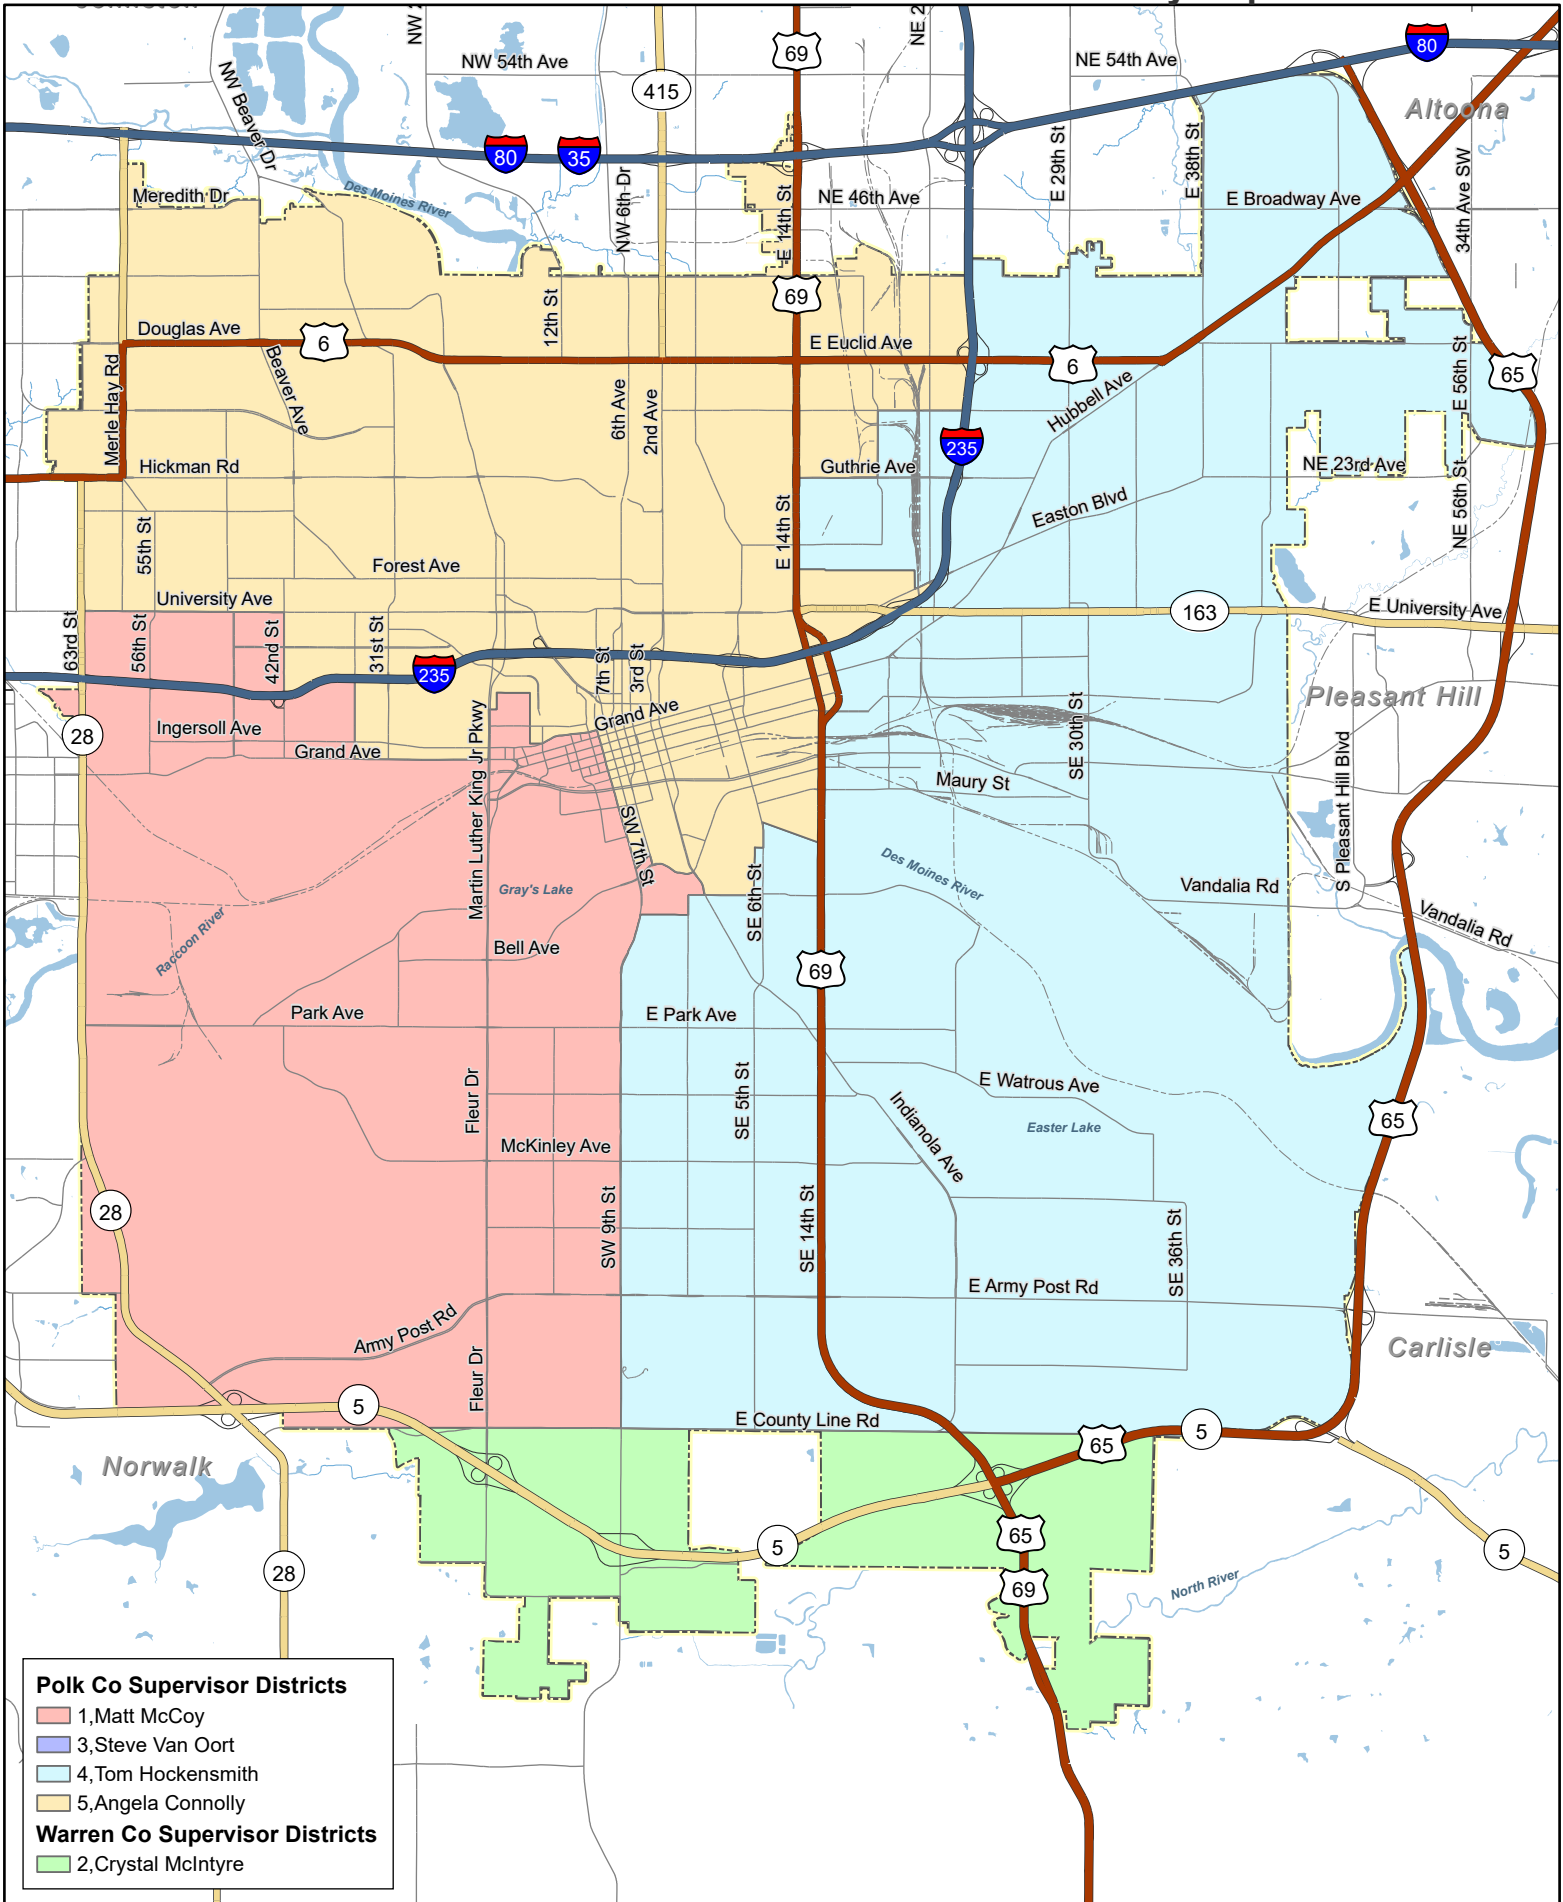 NW 54th Ave
NE 54th Ave
69
80
415
Altoona
NW Beaver Dr
80
35
E 29th St
E 38th St
34th Ave SW
Meredith Dr
Des Moines River
NW 6th Dr
E 14th St
NE 46th Ave
E Broadway Ave
69
12th St
Douglas Ave
6
E Euclid Ave
6
Hubbell Ave
E 56th St
65
Merle Hay Rd
Beaver Ave
6th Ave
2nd Ave
235
Hickman Rd
Guthrie Ave
NE 23rd Ave
NE 56th St
Easton Blvd
E 14th St
55th St
Forest Ave
University Ave
163
E University Ave
63rd St
56th St
42nd St
31st St
7th St
3rd St
235
Pleasant Hill
Ingersoll Ave
Grand Ave
28
Grand Ave
Martin Luther King Jr Pkwy
SE 30th St
S Pleasant Hill Blvd
Maury St
SW 7th St
Des Moines River
Gray's Lake
SE 6th St
Vandalia Rd
Vandalia Rd
Raccoon River
Bell Ave
69
Park Ave
E Park Ave
Fleur Dr
SE 5th St
E Watrous Ave
Indianola Ave
Easter Lake
65
McKinley Ave
28
SW 9th St
SE 14th St
SE 36th St
E Army Post Rd
Army Post Rd
Fleur Dr
Carlisle
5
E County Line Rd
65
5
Norwalk
65
5
5
28
69
North River
Polk Co Supervisor Districts
1,Matt McCoy
3,Steve Van Oort
4,Tom Hockensmith
5,Angela Connolly
Warren Co Supervisor Districts
2,Crystal McIntyre